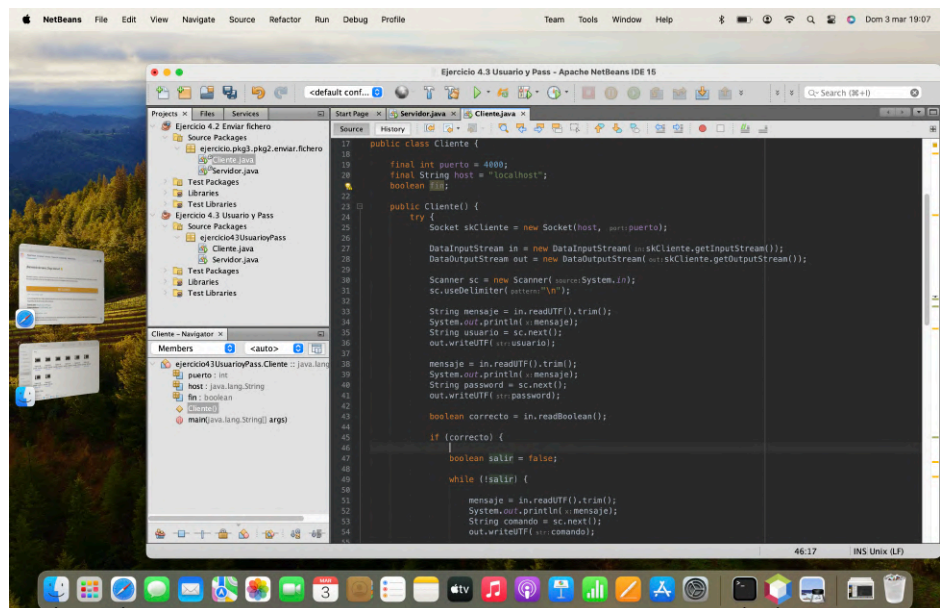 NetBeans File Edit View Navigate Source Refactor Run Debug Profile Team Tools Window Help Dom 3 mar 19:07
Ejercicio 4.3 Usuario y Pass - Apache NetBeans IDE 15
<default conf... Search (⌘+I)
Projects × Files Services
Start Page × Servidor.java × Cliente.java ×
Source History
Ejercicio 4.2 Enviar fichero
Source Packages
ejercicio.pkg3.pkg2.enviar.fichero
Cliente.java
Servidor.java
Test Packages
Libraries
Test Libraries
Ejercicio 4.3 Usuario y Pass
Source Packages
ejercicio43UsuarioyPass
Cliente.java
Servidor.java
Test Packages
Libraries
Test Libraries
Cliente - Navigator ×
Members <auto>
ejercicio43UsuarioyPass.Cliente :: java.lang
puerto : int
host : java.lang.String
fin : boolean
Cliente()
main(java.lang.String[] args)
17 public class Cliente {
18
19 final int puerto = 4000;
20 final String host = "localhost";
boolean fin;
22
23 public Cliente() {
24 try {
25 Socket skCliente = new Socket(host, port:puerto);
26
27 DataInputStream in = new DataInputStream( in:skCliente.getInputStream());
28 DataOutputStream out = new DataOutputStream( out:skCliente.getOutputStream());
29
30 Scanner sc = new Scanner( source:System.in);
31 sc.useDelimiter( pattern:"\n");
32
33 String mensaje = in.readUTF().trim();
34 System.out.println( x:mensaje);
35 String usuario = sc.next();
36 out.writeUTF( str:usuario);
37
38 mensaje = in.readUTF().trim();
39 System.out.println( x:mensaje);
40 String password = sc.next();
41 out.writeUTF( str:password);
42
43 boolean correcto = in.readBoolean();
44
45 if (correcto) {
46
47 boolean salir = false;
48
49 while (!salir) {
50
51 mensaje = in.readUTF().trim();
52 System.out.println( x:mensaje);
53 String comando = sc.next();
54 out.writeUTF( str:comando);
55
46:17 INS Unix (LF)
MAR
3
tv